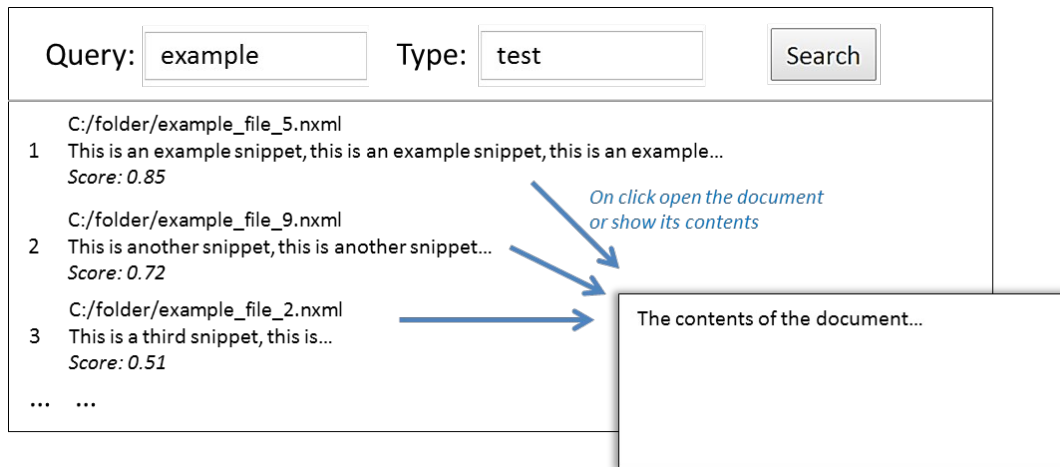 Query: example Type: test Search
C:/folder/example_file_5.nxml
1 This is an example snippet, this is an example snippet, this is an example...
Score: 0.85
On click open the document
or show its contents
C:/folder/example_file_9.nxml
2 This is another snippet, this is another snippet...
Score: 0.72
C:/folder/example_file_2.nxml
3 This is a third snippet, this is...
Score: 0.51
... ...
The contents of the document...